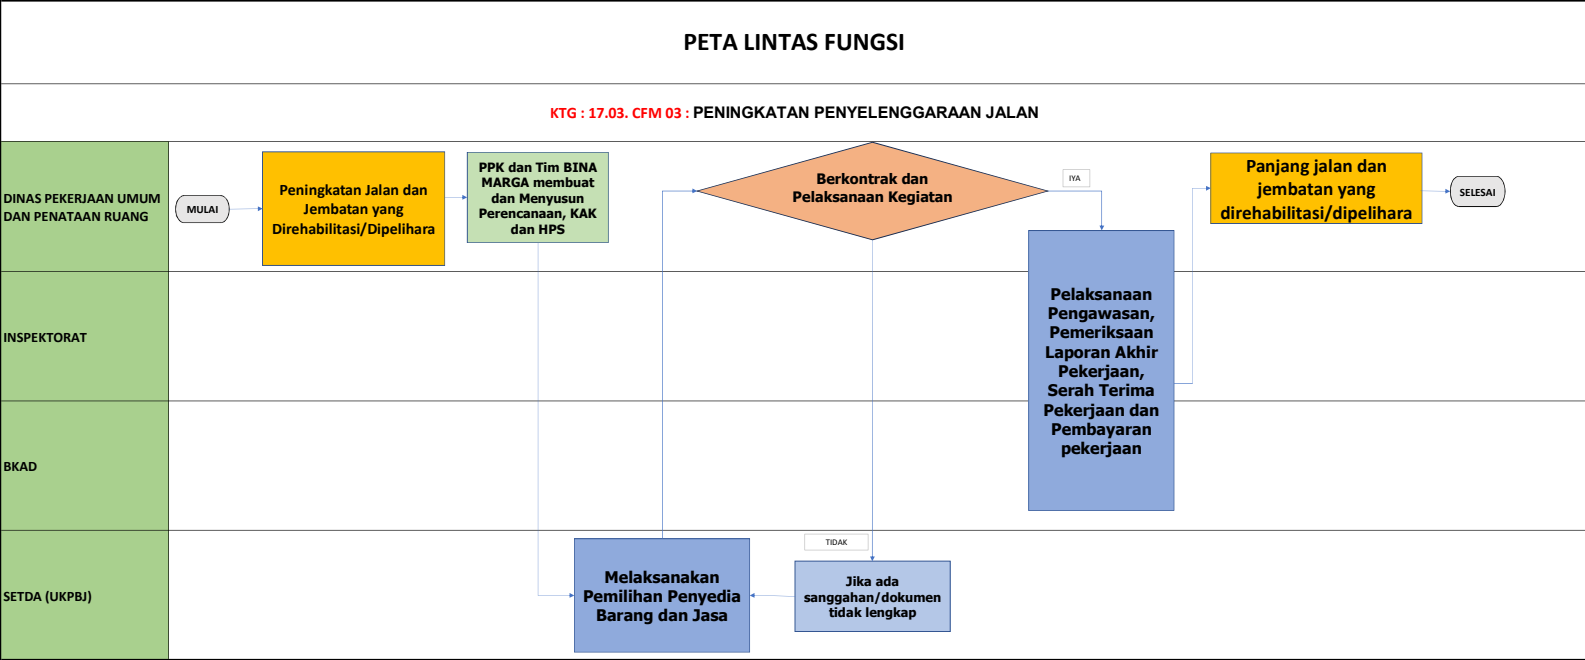 PETA LINTAS FUNGSI
KTG : 17.03. CFM 03 : PENINGKATAN PENYELENGGARAAN JALAN
DINAS PEKERJAAN UMUM
DAN PENATAAN RUANG
MULAI
Peningkatan Jalan dan
Jembatan yang
Direhabilitasi/Dipelihara
PPK dan Tim BINA
MARGA membuat
dan Menyusun
Perencanaan, KAK
dan HPS
Berkontrak dan
Pelaksanaan Kegiatan
IYA
Panjang jalan dan
jembatan yang
direhabilitasi/dipelihara
SELESAI
INSPEKTORAT
Pelaksanaan
Pengawasan,
Pemeriksaan
Laporan Akhir
Pekerjaan,
Serah Terima
Pekerjaan dan
Pembayaran
pekerjaan
BKAD
SETDA (UKPBJ)
Melaksanakan
Pemilihan Penyedia
Barang dan Jasa
TIDAK
Jika ada
sanggahan/dokumen
tidak lengkap